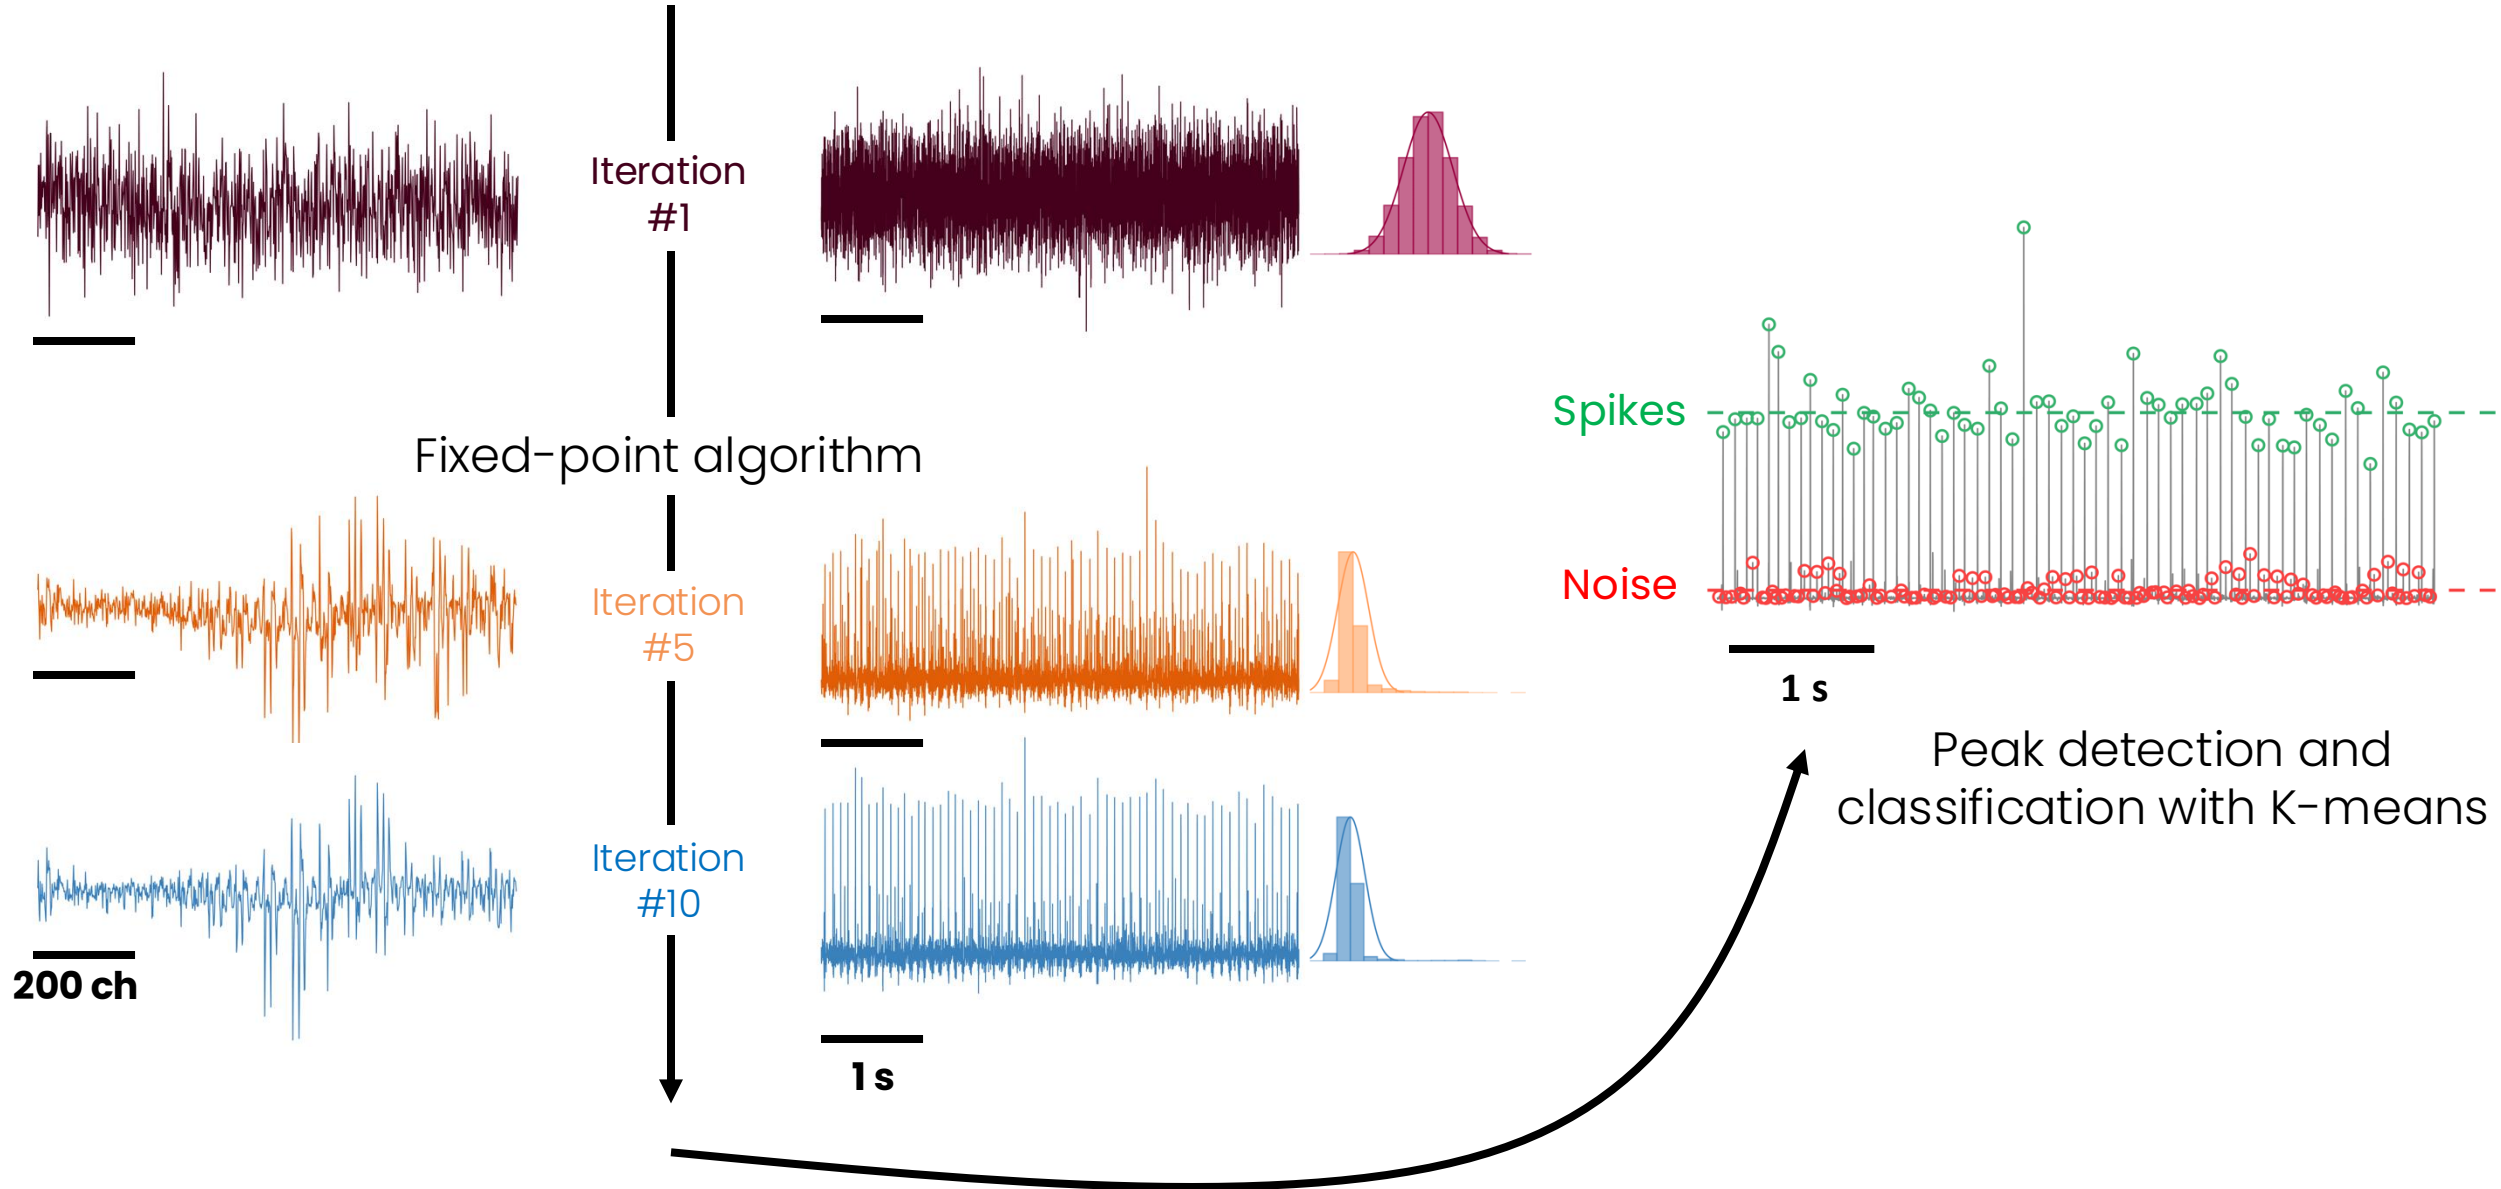 Iteration
#1
Fixed-point algorithm
Iteration
#5
Iteration
#10
200 ch
1 s
Spikes
Noise
1 s
Peak detection and
classification with K-means